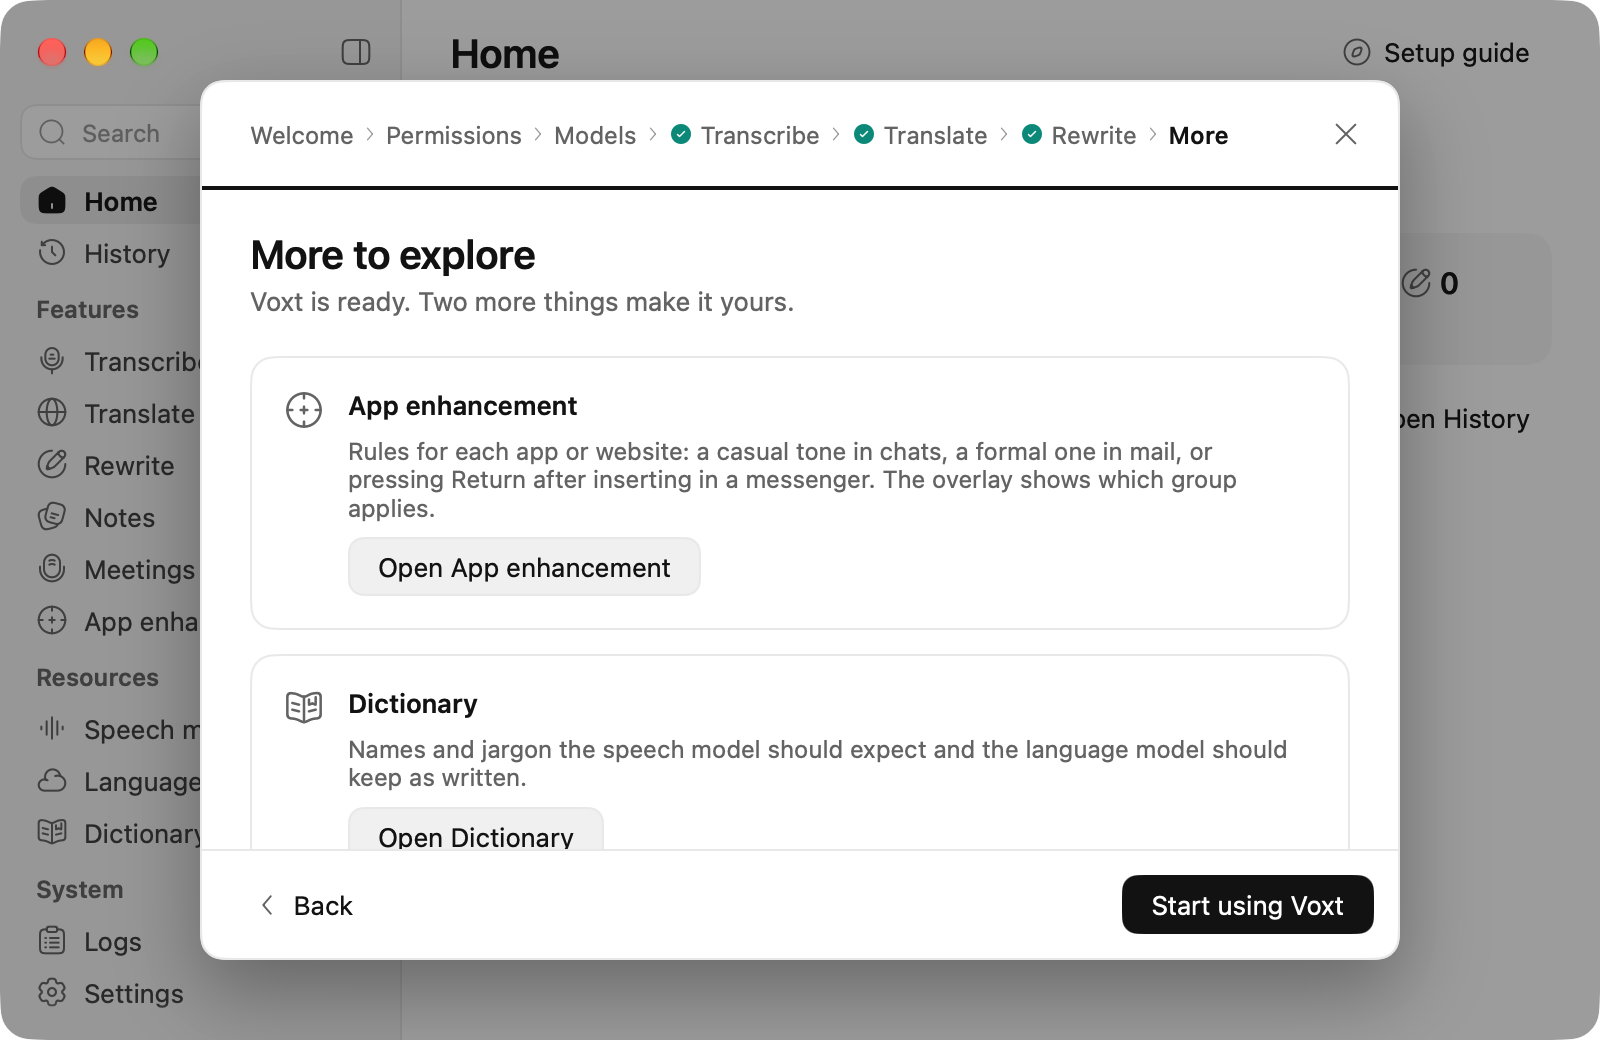 Home
Setup guide
Search
Home
History
Features
Transcribe
Translate
Rewrite
Notes
Meetings
App enha
Resources
Speech m
Language
Dictionary
System
Logs
Settings
Welcome > Permissions > Models > Transcribe > Translate > Rewrite > More
More to explore
Voxt is ready. Two more things make it yours.
App enhancement
Rules for each app or website: a casual tone in chats, a formal one in mail, or
pressing Return after inserting in a messenger. The overlay shows which group
applies.
Open App enhancement
Dictionary
Names and jargon the speech model should expect and the language model should
keep as written.
Open Dictionary
Back
Start using Voxt
0
pen History